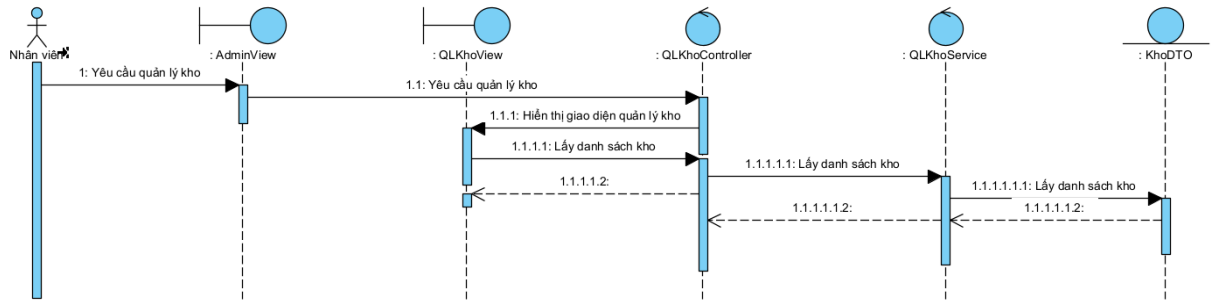 Nhân viên
: AdminView
: QLKhoView
: QLKhoController
: QLKhoService
: KhoDTO
1: Yêu cầu quản lý kho
1.1: Yêu cầu quản lý kho
1.1.1: Hiển thị giao diện quản lý kho
1.1.1.1: Lấy danh sách kho
1.1.1.1.1: Lấy danh sách kho
1.1.1.1.2:
1.1.1.1.1.1: Lấy danh sách kho
1.1.1.1.1.2:
1.1.1.1.1.2: